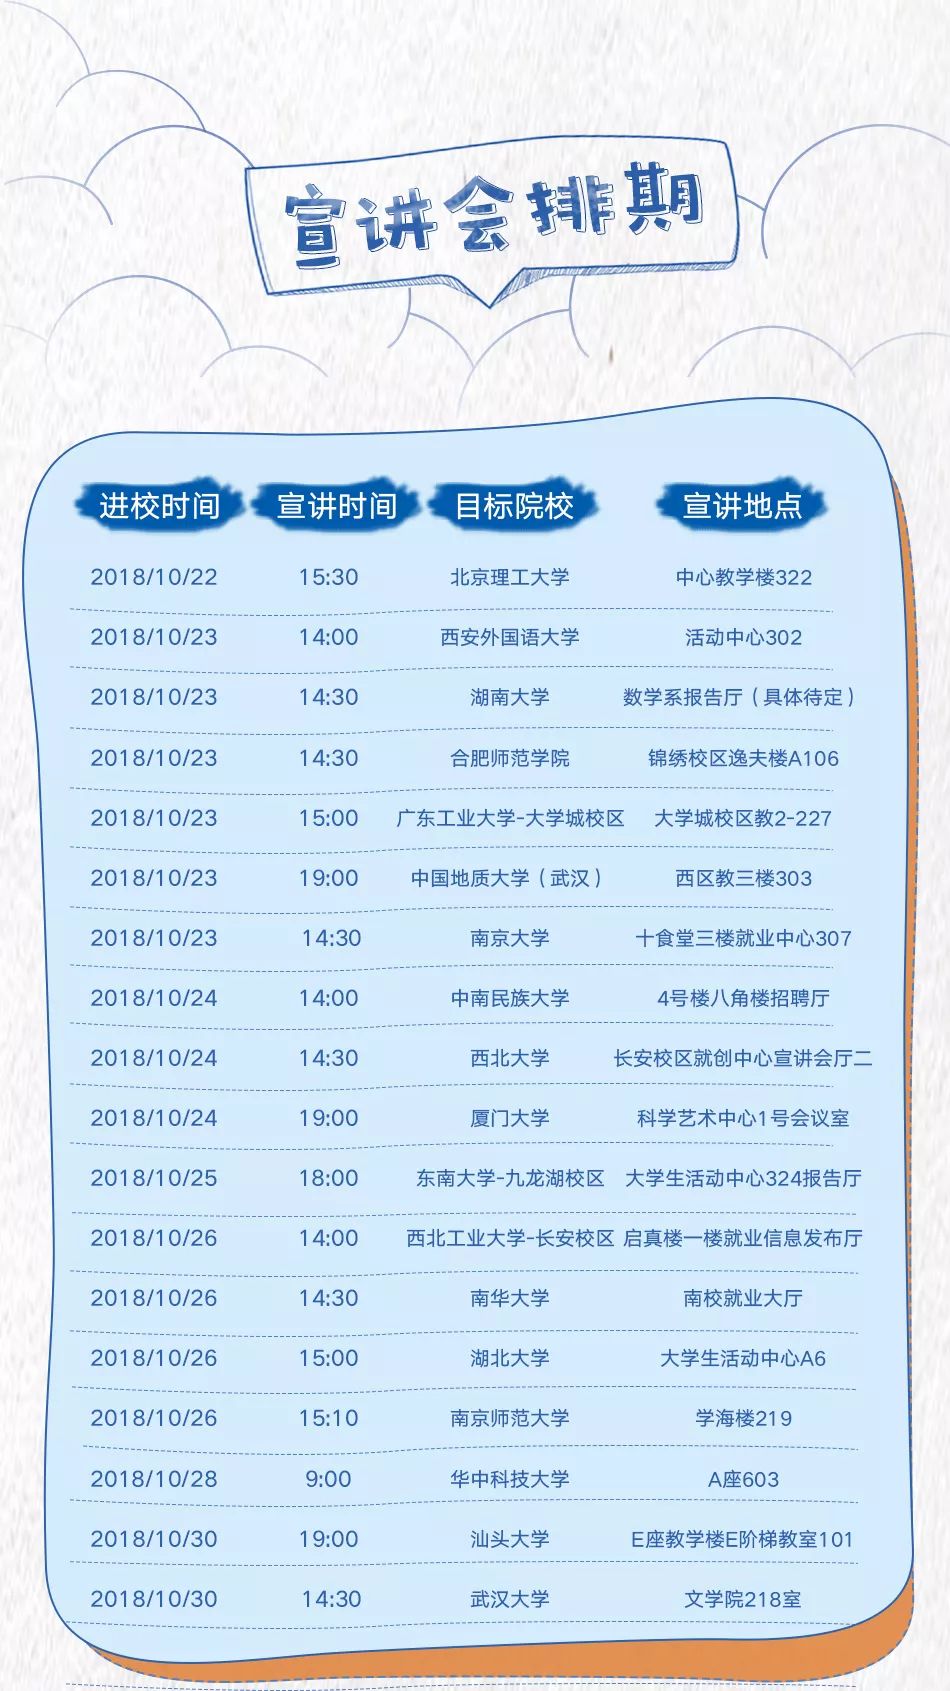 宣讲会排期
进校时间 宣讲时间 目标院校 宣讲地点
2018/10/22 15:30 北京理工大学 中心教学楼322
2018/10/23 14:00 西安外国语大学 活动中心302
2018/10/23 14:30 湖南大学 数学系报告厅（具体待定）
2018/10/23 14:30 合肥师范学院 锦绣校区逸夫楼A106
2018/10/23 15:00 广东工业大学-大学城校区 大学城校区教2-227
2018/10/23 19:00 中国地质大学（武汉） 西区教三楼303
2018/10/23 14:30 南京大学 十食堂三楼就业中心307
2018/10/24 14:00 中南民族大学 4号楼八角楼招聘厅
2018/10/24 14:30 西北大学 长安校区就创中心宣讲会厅二
2018/10/24 19:00 厦门大学 科学艺术中心1号会议室
2018/10/25 18:00 东南大学-九龙湖校区 大学生活动中心324报告厅
2018/10/26 14:00 西北工业大学-长安校区 启真楼一楼就业信息发布厅
2018/10/26 14:30 南华大学 南校就业大厅
2018/10/26 15:00 湖北大学 大学生活动中心A6
2018/10/26 15:10 南京师范大学 学海楼219
2018/10/28 9:00 华中科技大学 A座603
2018/10/30 19:00 汕头大学 E座教学楼E阶梯教室101
2018/10/30 14:30 武汉大学 文学院218室